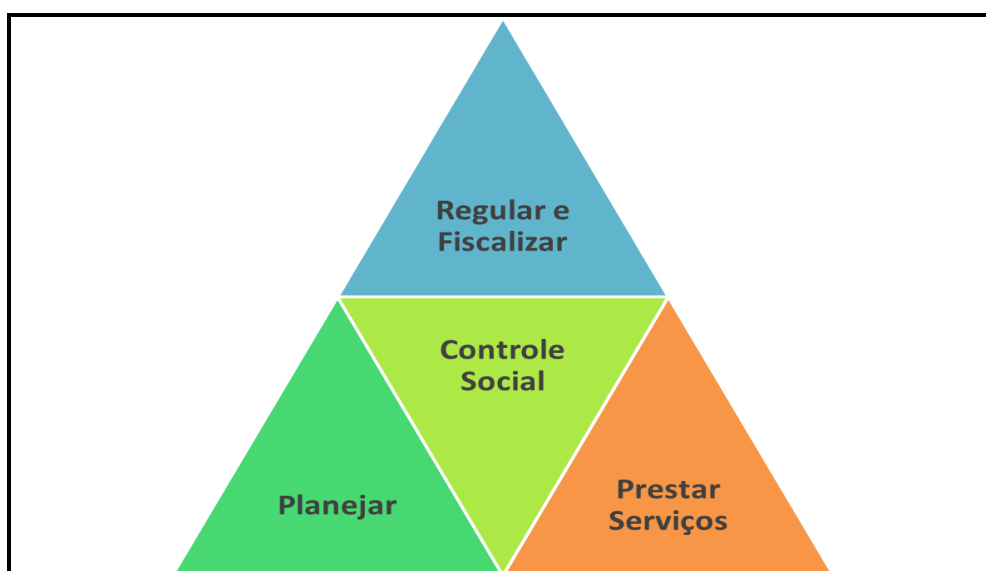 Regular e
Fiscalizar
Controle
Social
Planejar
Prestar
Serviços